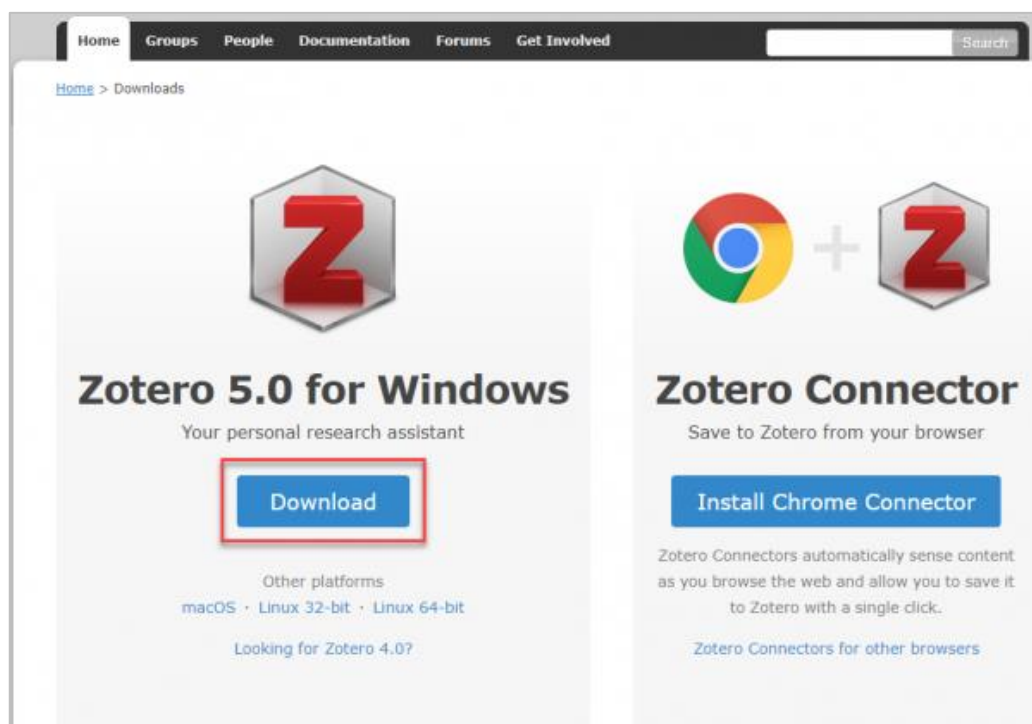 Home Groups People Documentation Forums Get Involved Search
Home > Downloads
Z
Z
Zotero 5.0 for Windows
Your personal research assistant
Download
Other platforms
macOS · Linux 32-bit · Linux 64-bit
Looking for Zotero 4.0?
Zotero Connector
Save to Zotero from your browser
Install Chrome Connector
Zotero Connectors automatically sense content
as you browse the web and allow you to save it
to Zotero with a single click.
Zotero Connectors for other browsers